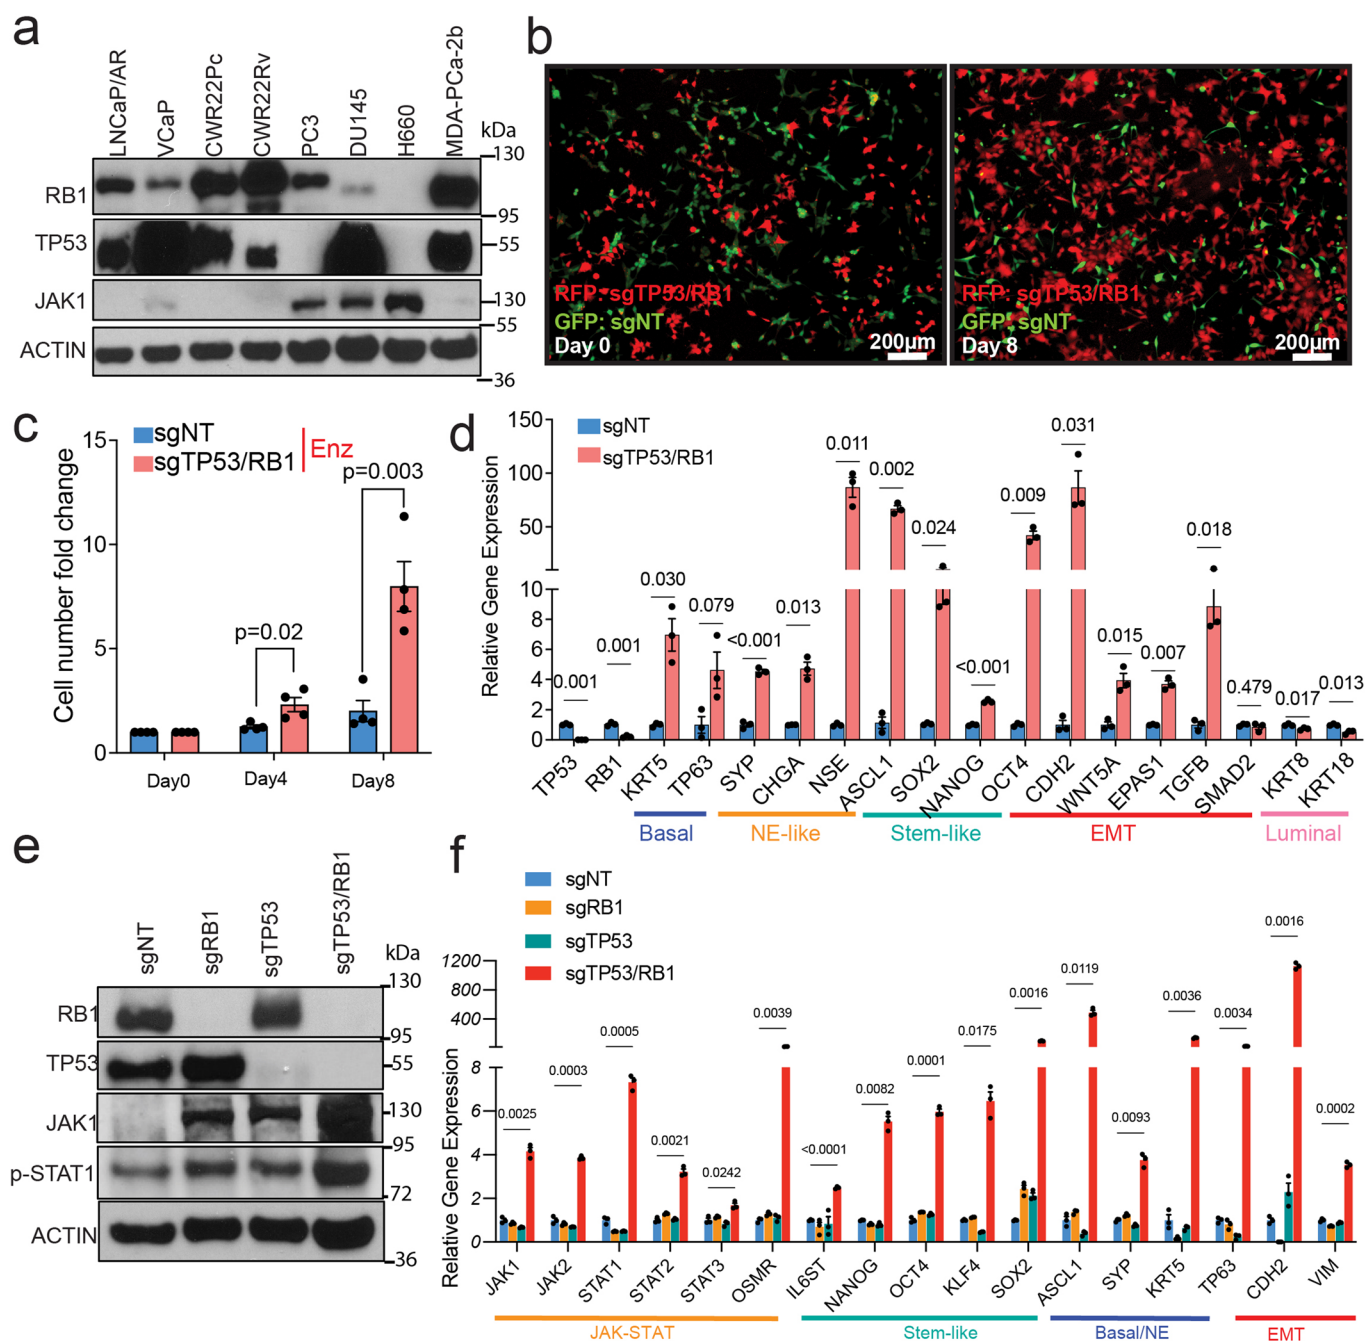 a
LNCaP/AR
VCaP
CWR22Pc
CWR22Rv
PC3
DU145
H660
MDA-PCa-2b
kDa
RB1
130
95
TP53
55
JAK1
130
55
ACTIN
36
b
RFP: sgTP53/RB1
GFP: sgNT
Day 0
200µm
RFP: sgTP53/RB1
GFP: sgNT
Day 8
200µm
c
sgNT
sgTP53/RB1
Enz
Cell number fold change
15
10
5
0
p=0.02
p=0.003
Day0
Day4
Day8
d
sgNT
sgTP53/RB1
Relative Gene Expression
150
100
50
10
8
6
4
2
0
0.001
0.001
0.030
0.079
<0.001
0.013
0.011
0.002
0.024
<0.001
0.009
0.031
0.015
0.007
0.018
0.479
0.017
0.013
TP53
RB1
KRT5
TP63
SYP
CHGA
NSE
ASCL1
SOX2
NANOG
OCT4
CDH2
WNT5A
EPAS1
TGFB
SMAD2
KRT8
KRT18
Basal
NE-like
Stem-like
EMT
Luminal
e
sgNT
sgRB1
sgTP53
sgTP53/RB1
kDa
130
RB1
95
TP53
55
JAK1
130
95
p-STAT1
72
ACTIN
36
f
sgNT
sgRB1
sgTP53
sgTP53/RB1
Relative Gene Expression
1200
800
400
8
6
4
2
0
0.0025
0.0003
0.0005
0.0021
0.0242
0.0039
<0.0001
0.0082
0.0001
0.0175
0.0016
0.0119
0.0093
0.0036
0.0034
0.0016
0.0002
JAK1
JAK2
STAT1
STAT2
STAT3
OSMR
IL6ST
NANOG
OCT4
KLF4
SOX2
ASCL1
SYP
KRT5
TP63
CDH2
VIM
JAK-STAT
Stem-like
Basal/NE
EMT